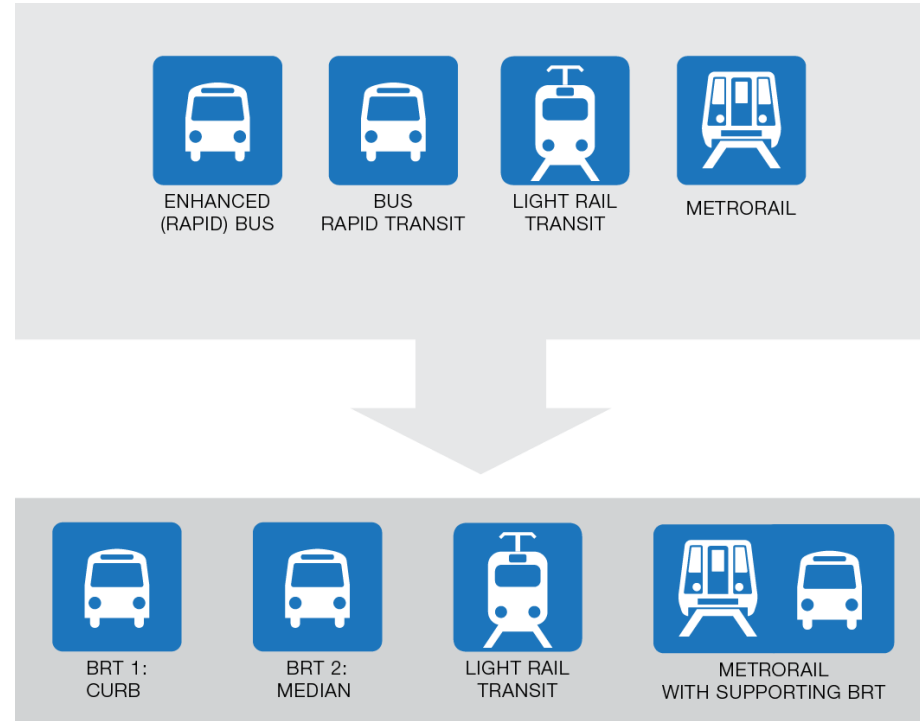 ENHANCED
(RAPID) BUS
BUS
RAPID TRANSIT
LIGHT RAIL
TRANSIT
METRORAIL
BRT 1:
CURB
BRT 2:
MEDIAN
LIGHT RAIL
TRANSIT
METRORAIL
WITH SUPPORTING BRT